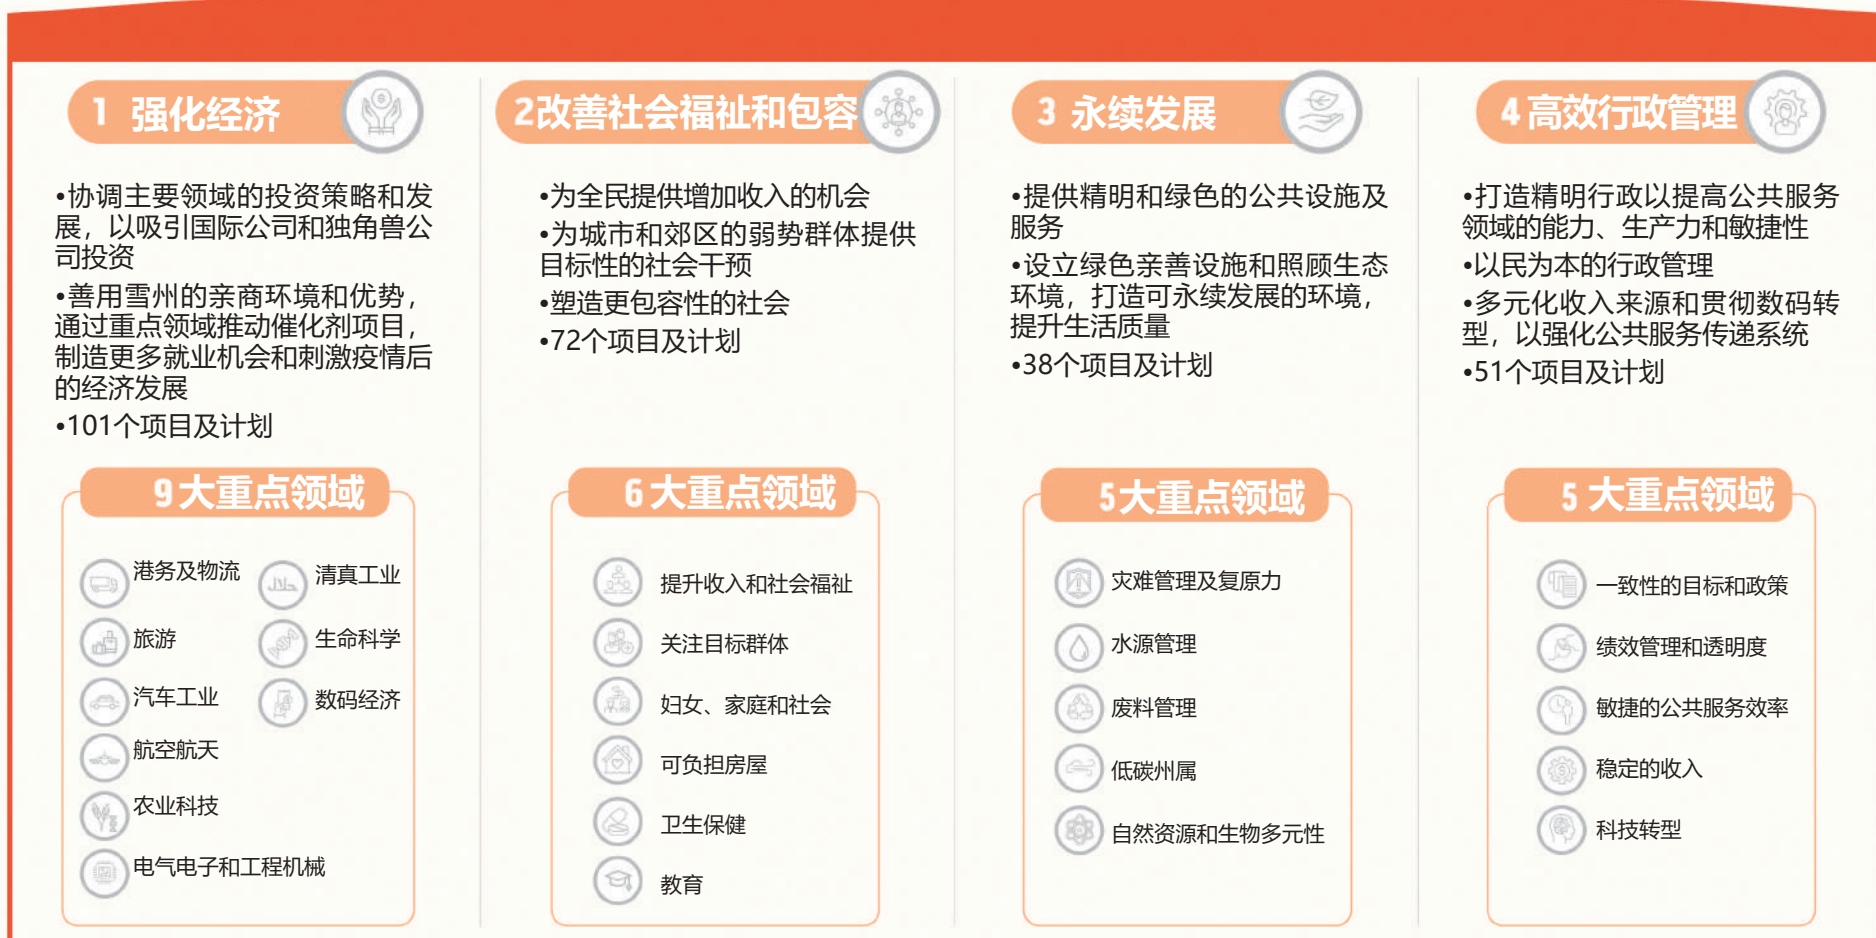 1 强化经济
•协调主要领域的投资策略和发
展，以吸引国际公司和独角兽公
司投资
•善用雪州的亲商环境和优势，
通过重点领域推动催化剂项目，
制造更多就业机会和刺激疫情后
的经济发展
•101个项目及计划
9大重点领域
港务及物流
旅游
汽车工业
航空航天
农业科技
电气电子和工程机械
清真工业
生命科学
数码经济
2改善社会福祉和包容
•为全民提供增加收入的机会
•为城市和郊区的弱势群体提供
目标性的社会干预
•塑造更包容性的社会
•72个项目及计划
6大重点领域
提升收入和社会福祉
关注目标群体
妇女、家庭和社会
可负担房屋
卫生保健
教育
3 永续发展
•提供精明和绿色的公共设施及
服务
•设立绿色亲善设施和照顾生态
环境，打造可永续发展的环境，
提升生活质量
•38个项目及计划
5大重点领域
灾难管理及复原力
水源管理
废料管理
低碳州属
自然资源和生物多元性
4 高效行政管理
•打造精明行政以提高公共服务
领域的能力、生产力和敏捷性
•以民为本的行政管理
•多元化收入来源和贯彻数码转
型，以强化公共服务传递系统
•51个项目及计划
5 大重点领域
一致性的目标和政策
绩效管理和透明度
敏捷的公共服务效率
稳定的收入
科技转型